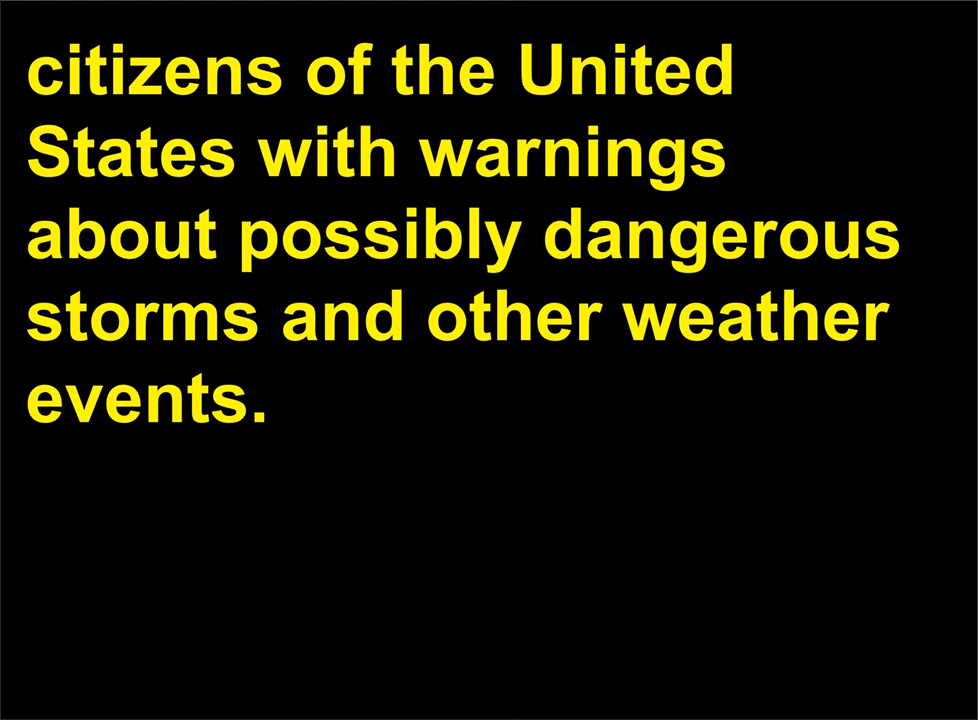 citizens of the United
States with warnings
about possibly dangerous
storms and other weather
events.